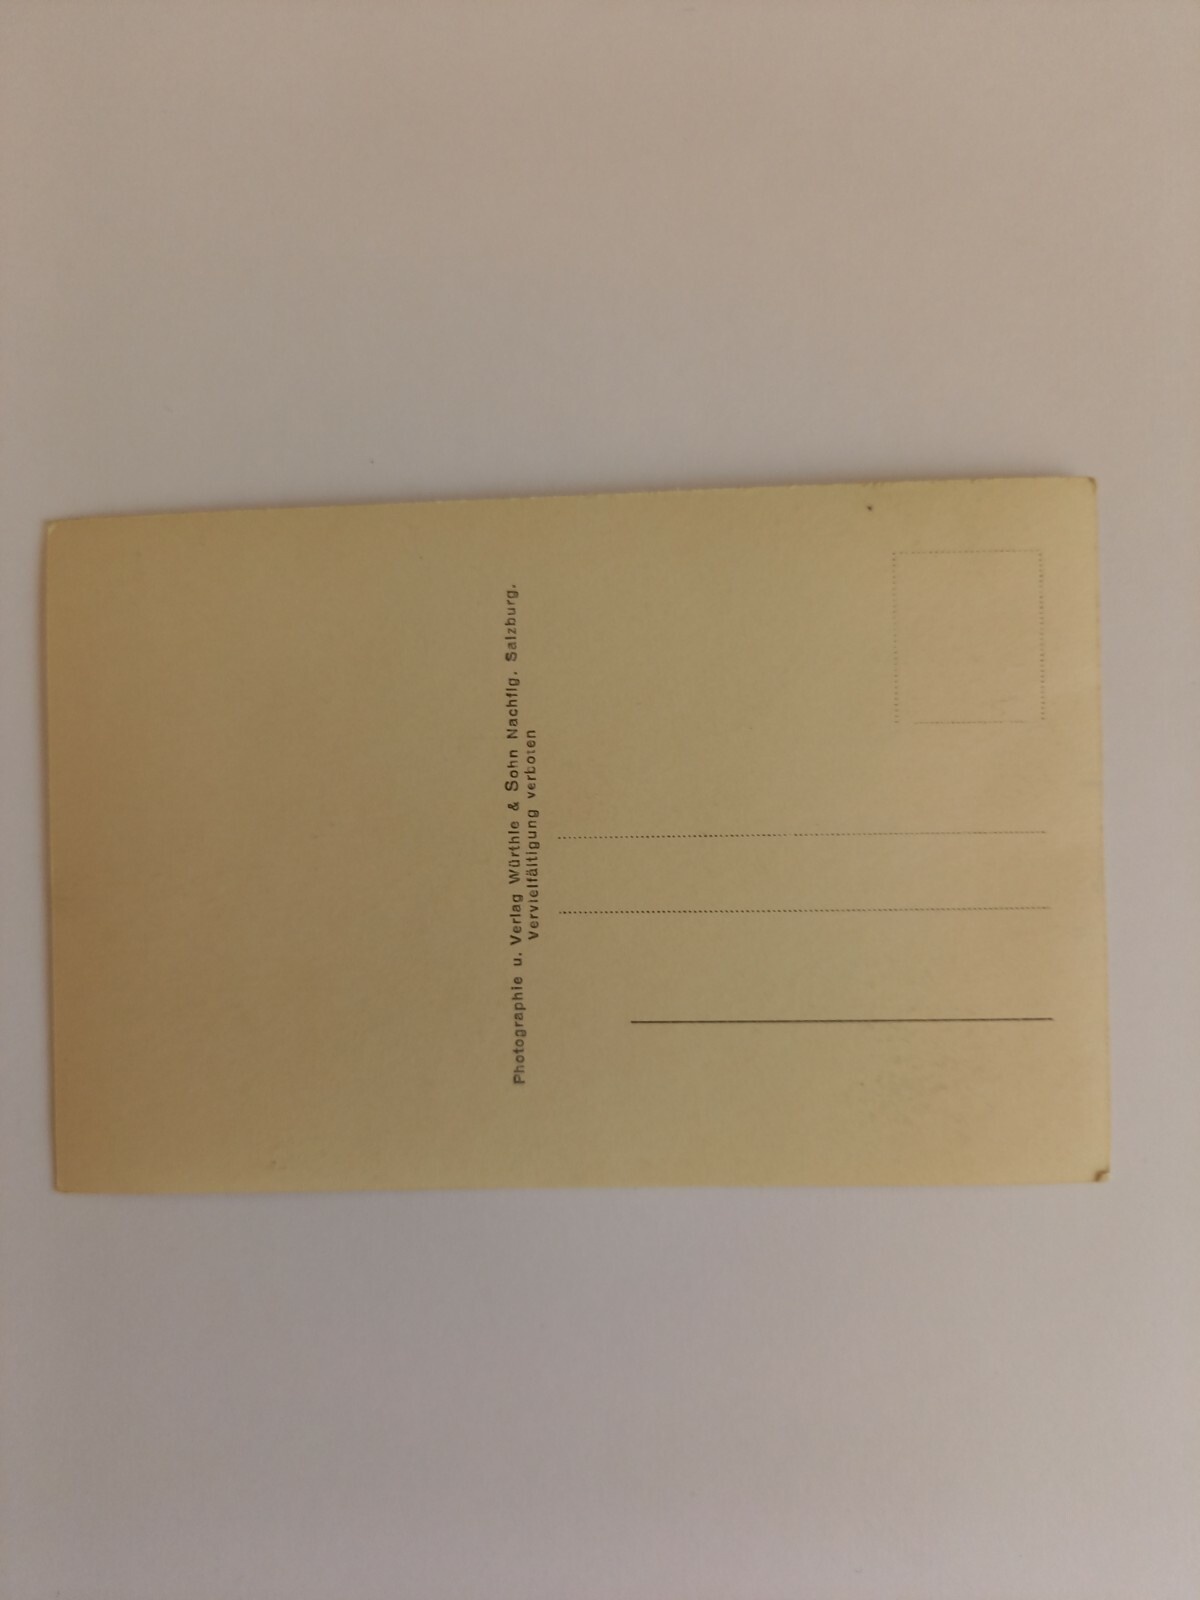 Photographie u. Verlag Würthle & Sohn Nachflg. Salzburg.
Vervielfältigung verboten